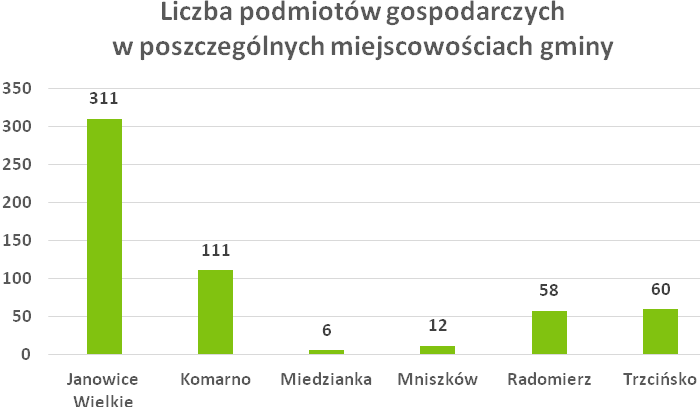 Liczba podmiotów gospodarczych
w poszczególnych miejscowościach gminy
350
300
250
200
150
100
50
0
311
111
6
12
58
60
Janowice
Wielkie
Komarno
Miedzianka
Mniszków
Radomierz
Trzcińsko